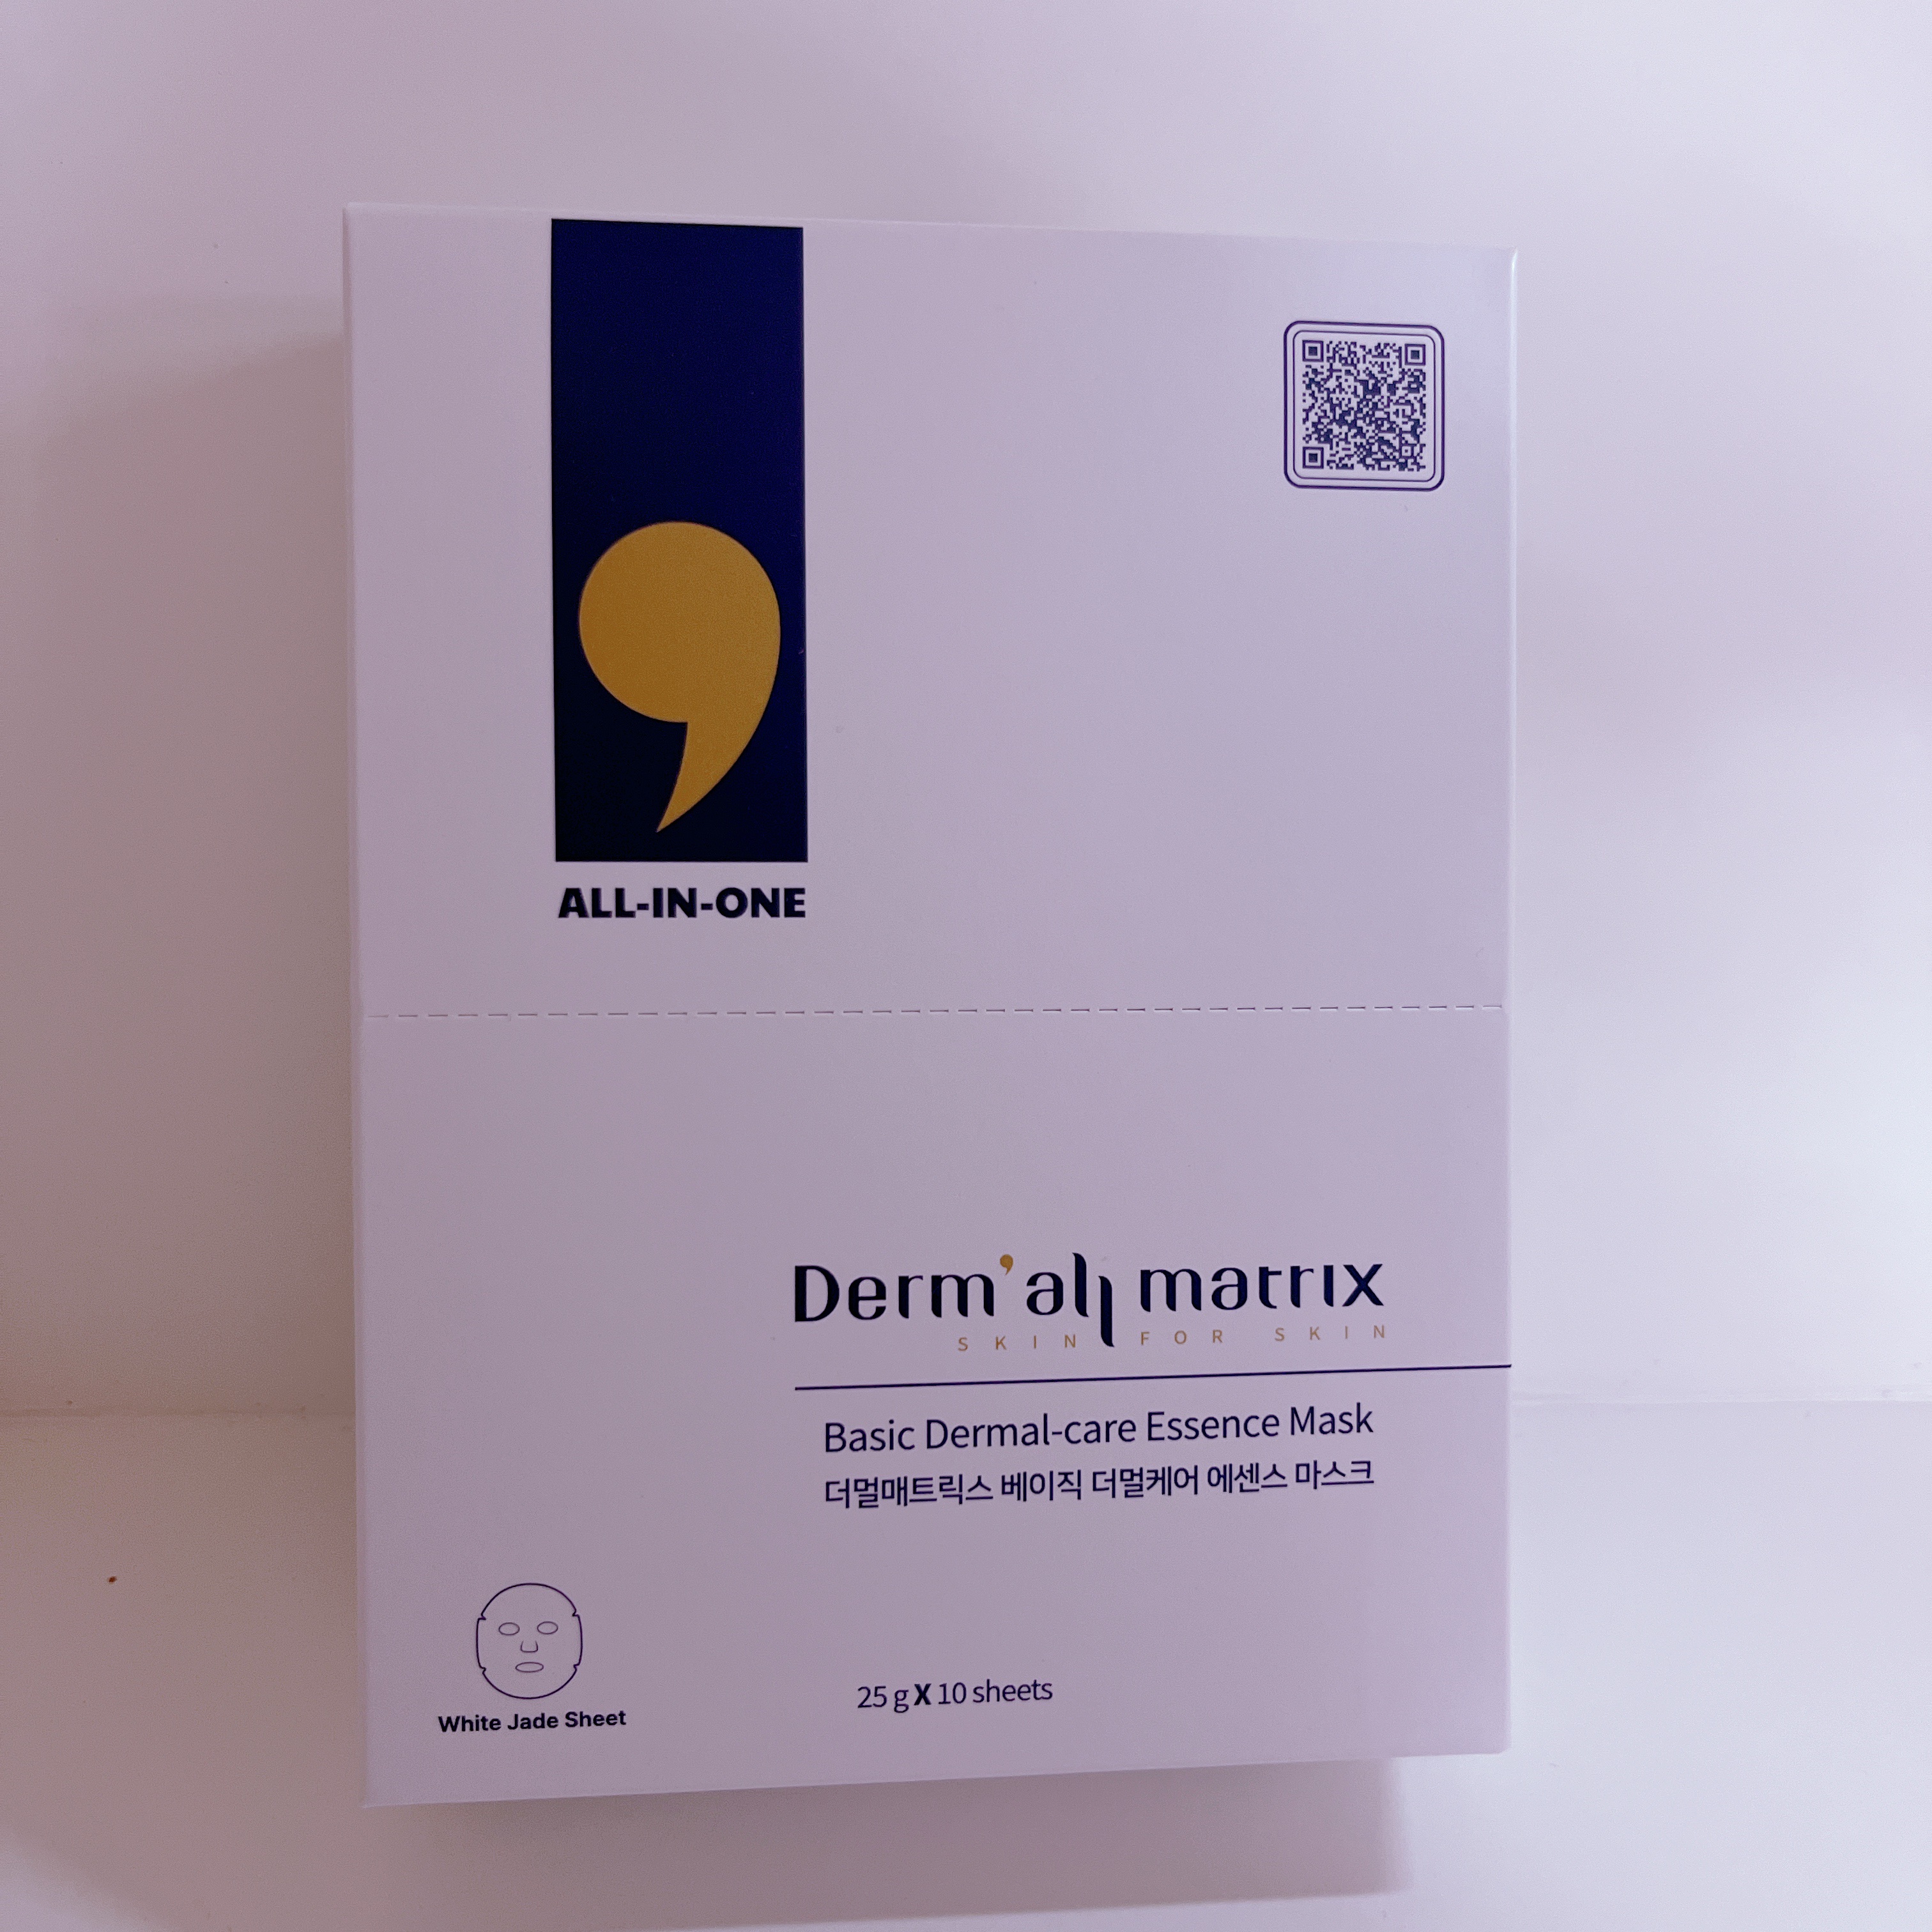 ALL-IN-ONE
Derm'al matrix
SKIN FOR SKIN
Basic Dermal-care Essence Mask
더멀매트릭스 베이직 더멀케어 에센스 마스크
25 g X 10 sheets
White Jade Sheet